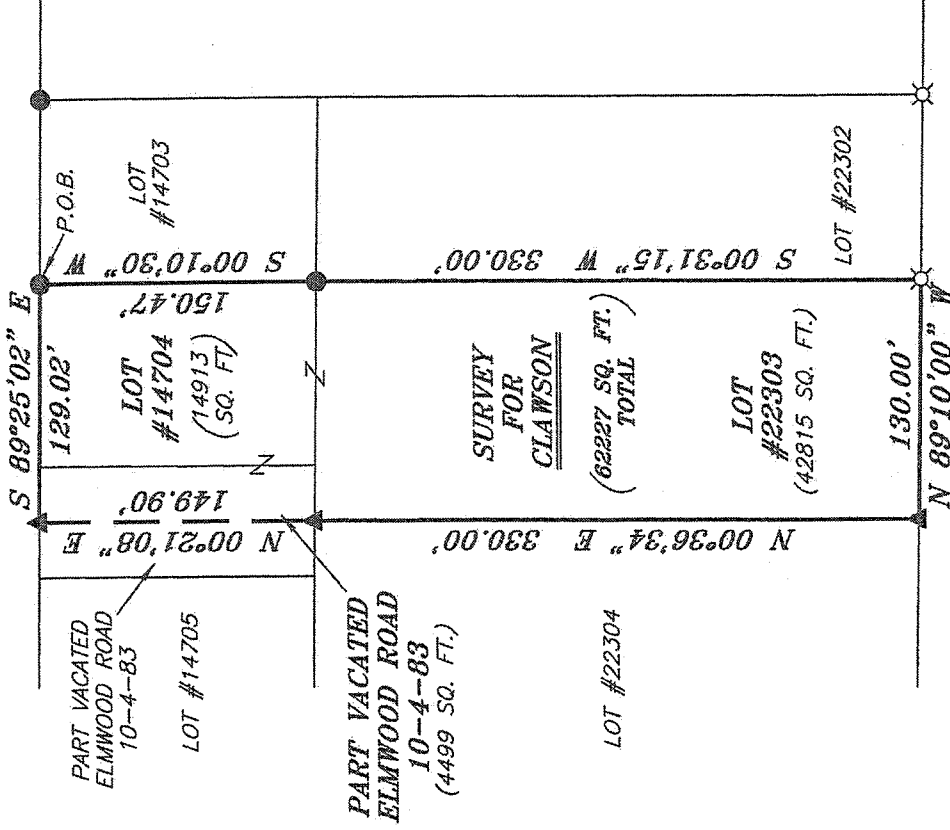 S 89°25'02" E
129.02'
P.O.B.
LOT
#14703
S 00°10'30" W
150.47'
LOT
#14704
(14913
SQ. FT)
N 00°21'08" E
149.90'
PART VACATED
ELMWOOD ROAD
10-4-83
LOT #14705
PART VACATED
ELMWOOD ROAD
10-4-83
(4499 SQ. FT.)
Z
Z
SURVEY
FOR
CLAWSON
(62227 SQ. FT.)
TOTAL
LOT
#22303
(42815 SQ. FT.)
S 00°31'15" W 330.00'
N 00°36'34" E 330.00'
LOT #22302
LOT #22304
130.00'
N 89°10'00" W